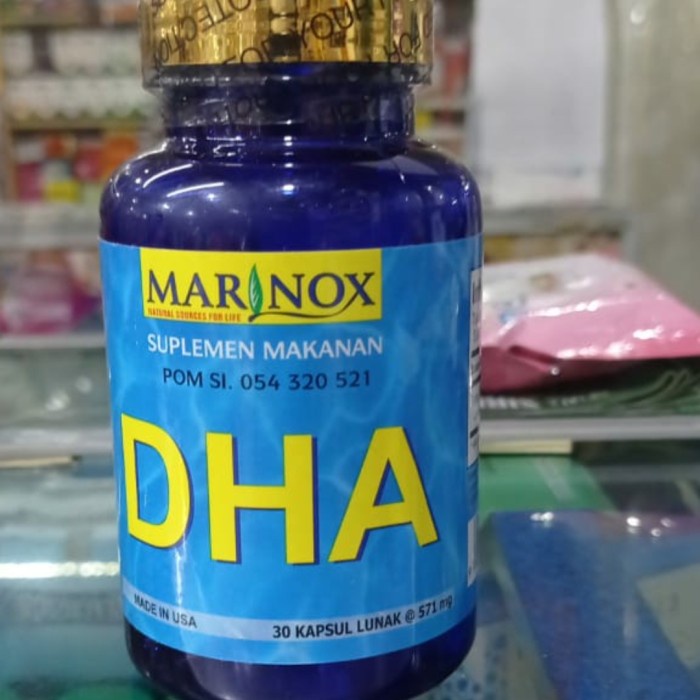 MARINOX
NATURAL SOURCES FOR LIFE
SUPLEMEN MAKANAN
POM SI. 054 320 521
DHA
MADE IN USA
30 KAPSUL LUNAK @ 571 mg